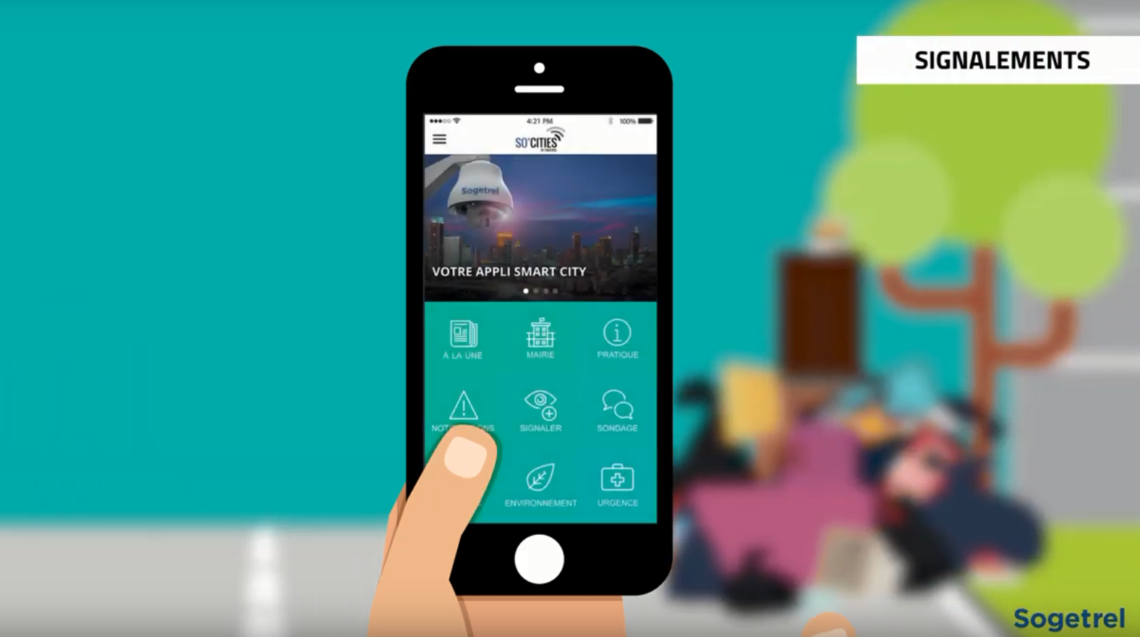 SIGNALEMENTS
4:21 PM
100%
SO'CITIES
Sogetrel
VOTRE APPLI SMART CITY
À LA UNE
MAIRIE
PRATIQUE
SIGNALER
SONDAGE
ENVIRONNEMENT
URGENCE
Sogetrel